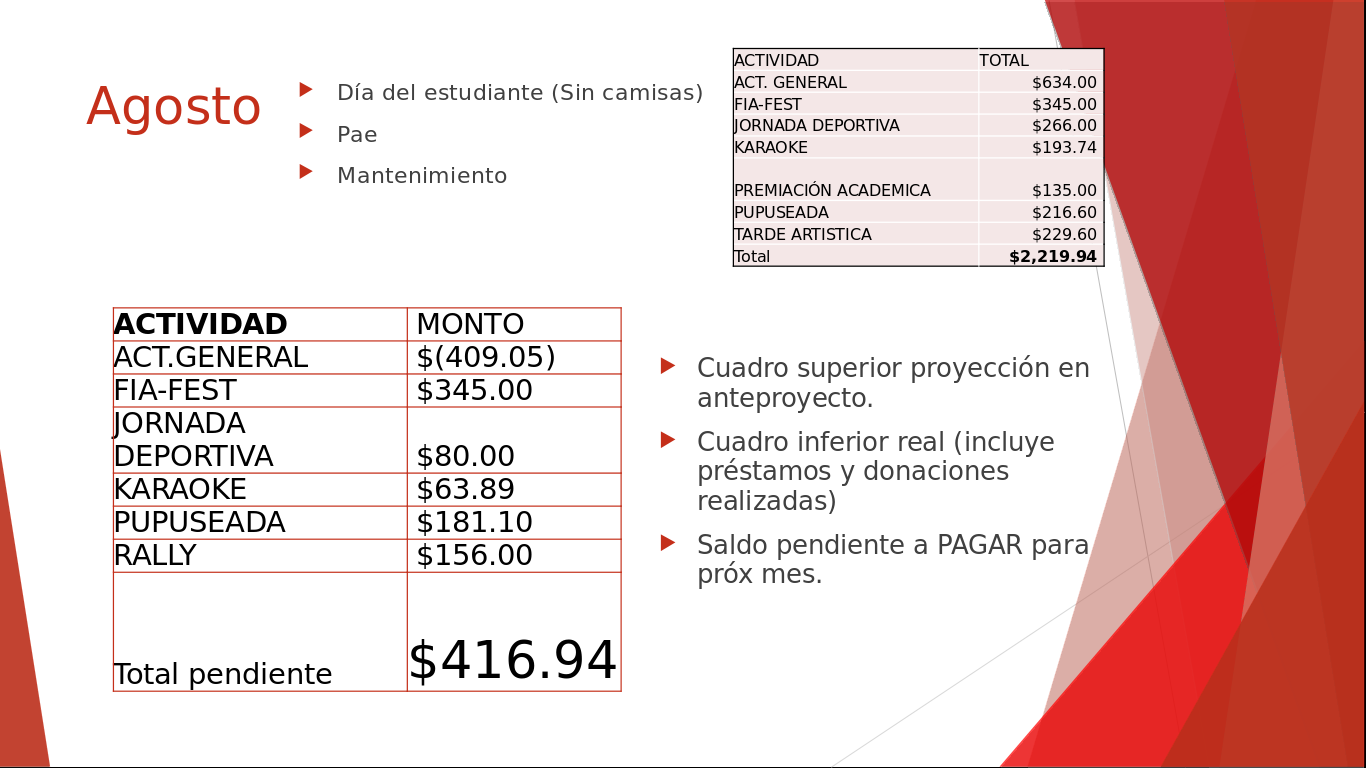 Agosto
Día del estudiante (Sin camisas)
Pae
Mantenimiento
ACTIVIDAD TOTAL
ACT. GENERAL $634.00
FIA-FEST $345.00
JORNADA DEPORTIVA $266.00
KARAOKE $193.74
PREMIACIÓN ACADEMICA $135.00
PUPUSEADA $216.60
TARDE ARTISTICA $229.60
Total $2,219.94
ACTIVIDAD MONTO
ACT.GENERAL $(409.05)
FIA-FEST $345.00
JORNADA
DEPORTIVA $80.00
KARAOKE $63.89
PUPUSEADA $181.10
RALLY $156.00
Total pendiente $416.94
Cuadro superior proyección en
anteproyecto.
Cuadro inferior real (incluye
préstamos y donaciones
realizadas)
Saldo pendiente a PAGAR para
próx mes.